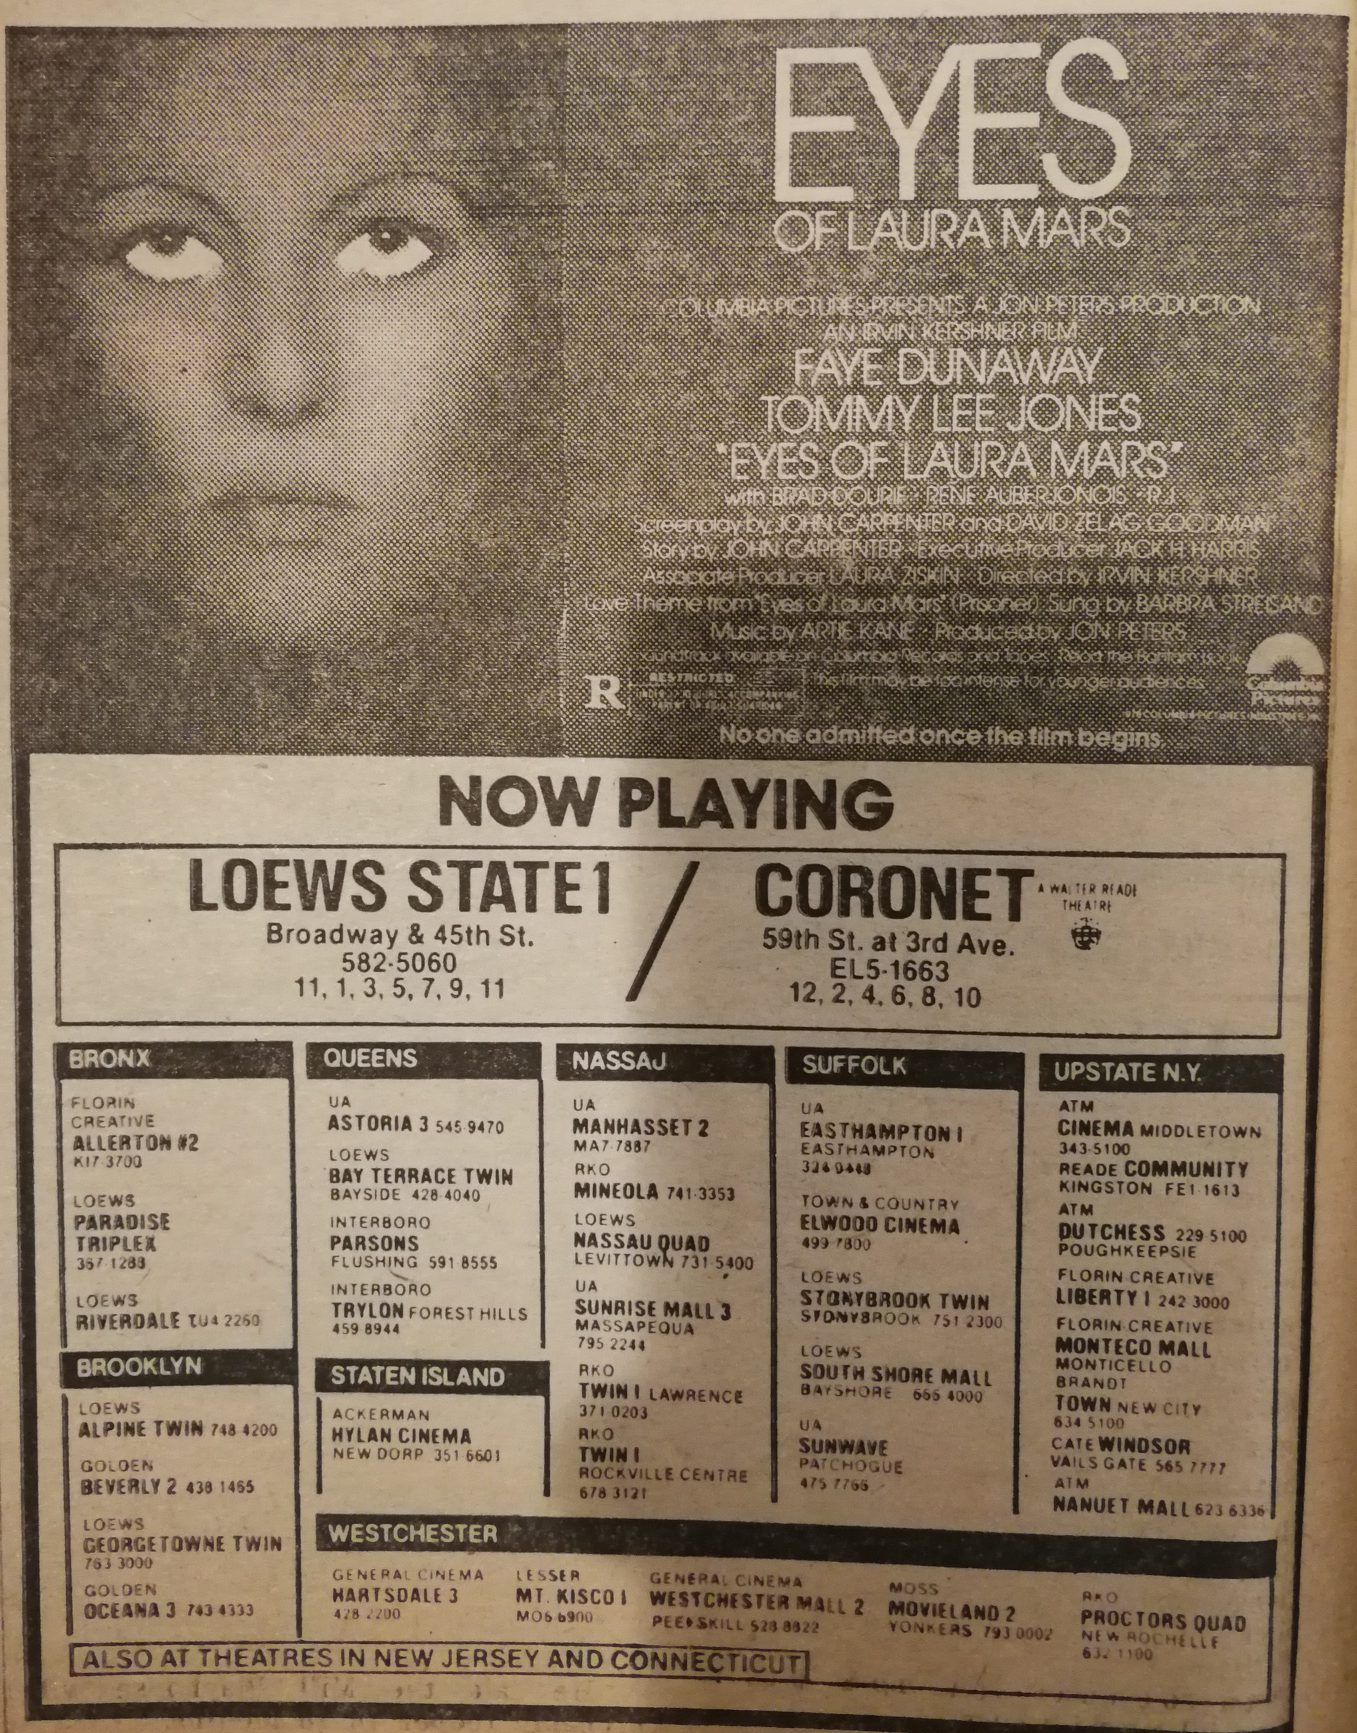 EYES
OF LAURA MARS
COLUMBIA PICTURES PRESENTS A JON PETERS PRODUCTION
AN IRVIN KERSHNER FILM
FAYE DUNAWAY
TOMMY LEE JONES
"EYES OF LAURA MARS"
with BRAD DOURIF · RENE AUBERJONOIS · R.J.
Screenplay by JOHN CARPENTER and DAVID ZELAG GOODMAN
Story by JOHN CARPENTER · Executive Producer JACK H. HARRIS
Associate Producer LAURA ZISKIN · Directed by IRVIN KERSHNER
Love Theme from "Eyes of Laura Mars" (Prisoner) Sung by BARBRA STREISAND
Music by ARTIE KANE · Produced by JON PETERS
Read the Bantam Book
R RESTRICTED
This film may be too intense for younger audiences.
Columbia Pictures
No one admitted once the film begins.
NOW PLAYING
LOEWS STATE 1
Broadway & 45th St.
582-5060
11, 1, 3, 5, 7, 9, 11
/
CORONET
A WALTER READE
THEATRE
59th St. at 3rd Ave.
EL5-1663
12, 2, 4, 6, 8, 10
BRONX
FLORIN
CREATIVE
ALLERTON #2
KI7-3700
LOEWS
PARADISE
TRIPLEX
367-1288
LOEWS
RIVERDALE TU4 2260
BROOKLYN
LOEWS
ALPINE TWIN 748 4200
GOLDEN
BEVERLY 2 438 1465
LOEWS
GEORGETOWNE TWIN
763 3000
GOLDEN
OCEANA 3 743 4333
QUEENS
UA
ASTORIA 3 545-9470
LOEWS
BAY TERRACE TWIN
BAYSIDE 428-4040
INTERBORO
PARSONS
FLUSHING 591 8555
INTERBORO
TRYLON FOREST HILLS
459 8944
STATEN ISLAND
ACKERMAN
HYLAN CINEMA
NEW DORP 351 6601
NASSAU
UA
MANHASSET 2
MA7-7887
RKO
MINEOLA 741-3353
LOEWS
NASSAU QUAD
LEVITTOWN 731 5400
UA
SUNRISE MALL 3
MASSAPEQUA
795 2244
RKO
TWIN I LAWRENCE
371 0203
RKO
TWIN I
ROCKVILLE CENTRE
678 3121
SUFFOLK
UA
EASTHAMPTON I
EASTHAMPTON
324 0448
TOWN & COUNTRY
ELWOOD CINEMA
499-7800
LOEWS
STONYBROOK TWIN
STONYBROOK 751 2300
LOEWS
SOUTH SHORE MALL
BAYSHORE 666 4000
UA
SUNWAVE
PATCHOGUE
475 7766
UPSTATE N.Y.
ATM
CINEMA MIDDLETOWN
343-5100
READE COMMUNITY
KINGSTON FE1-1613
ATM
DUTCHESS 229 5100
POUGHKEEPSIE
FLORIN-CREATIVE
LIBERTY I 242 3000
FLORIN-CREATIVE
MONTECO MALL
MONTICELLO
BRANDT
TOWN NEW CITY
634 5100
CATE WINDSOR
VAILS GATE 565 7777
ATM
NANUET MALL 623 6336
WESTCHESTER
GENERAL CINEMA
HARTSDALE 3
428-2200
LESSER
MT. KISCO I
MO6 6900
GENERAL CINEMA
WESTCHESTER MALL 2
PEEKSKILL 528 8822
MOSS
MOVIELAND 2
YONKERS 793 0002
RKO
PROCTORS QUAD
NEW ROCHELLE
632 1100
ALSO AT THEATRES IN NEW JERSEY AND CONNECTICUT